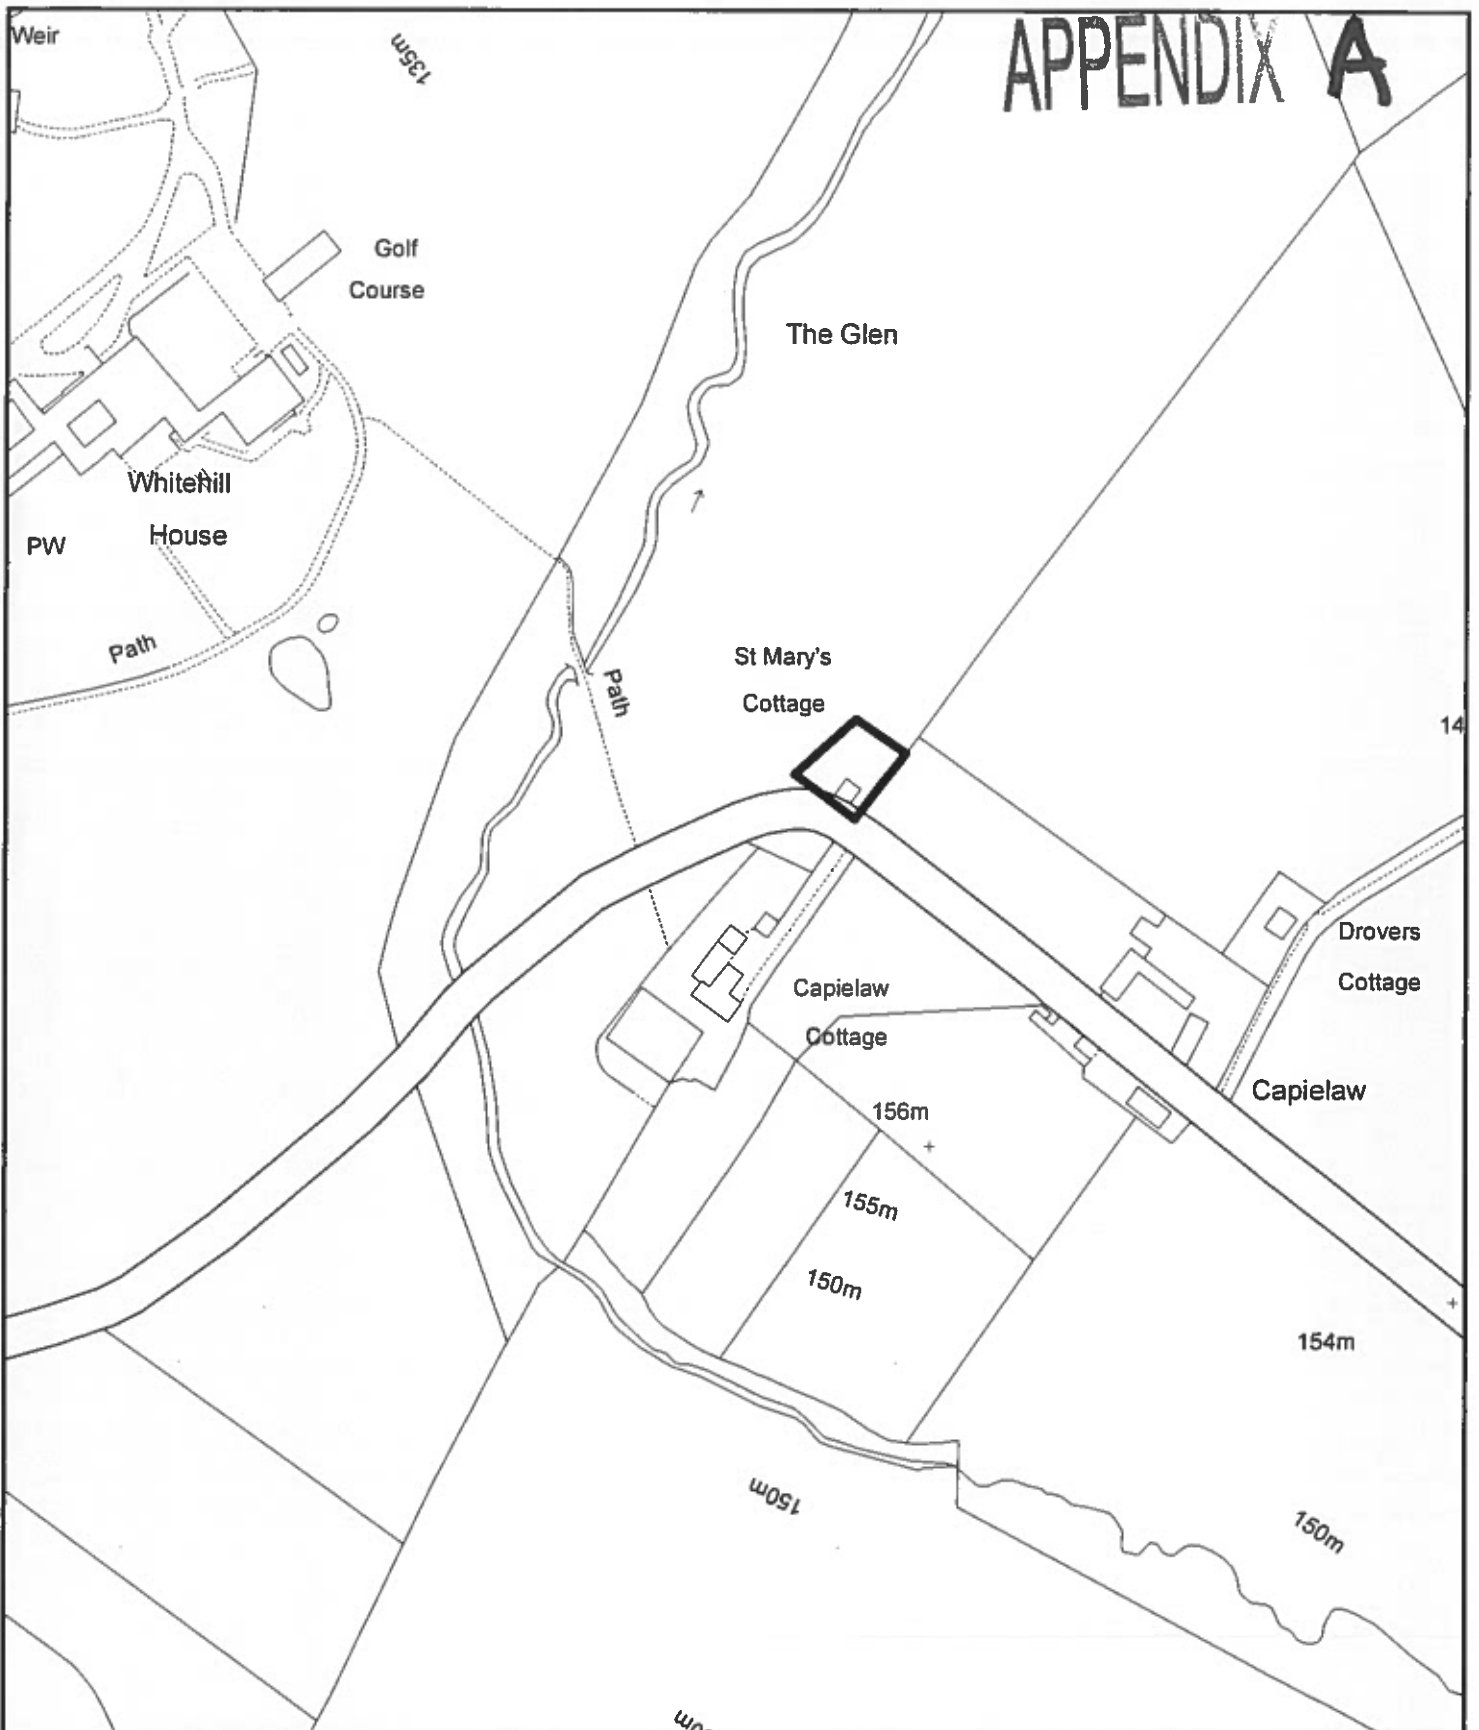 APPENDIX A
Weir
135m
Golf
Course
The Glen
Whitehill
House
PW
Path
St Mary's
Cottage
Path
14
Drovers
Cottage
Capielaw
Cottage
Capielaw
156m
155m
150m
154m
150m
150m